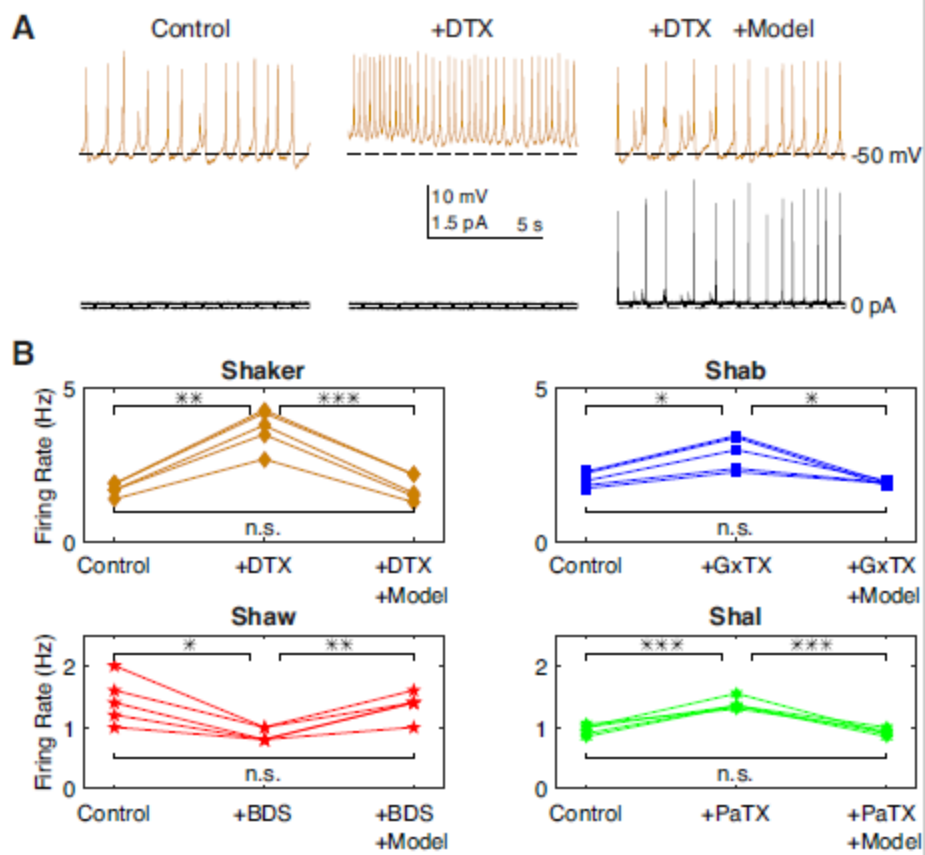 A
Control
+DTX
+DTX +Model
-50 mV
10 mV
1.5 pA 5 s
0 pA
B
Shaker
Shab
5
** ***
5
* *
Firing Rate (Hz)
n.s.
n.s.
0
0
Control +DTX +DTX
+Model
Control +GxTX +GxTX
+Model
Shaw
Shal
* **
*** ***
2
2
Firing Rate (Hz)
1
1
n.s.
n.s.
0
0
Control +BDS +BDS
+Model
Control +PaTX +PaTX
+Model